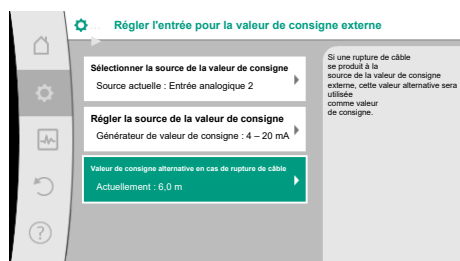 Régler l'entrée pour la valeur de consigne externe
Sélectionner la source de la valeur de consigne
Source actuelle : Entrée analogique 2
Régler la source de la valeur de consigne
Générateur de valeur de consigne : 4 – 20 mA
Valeur de consigne alternative en cas de rupture de câble
Actuellement : 6,0 m
Si une rupture de câble
se produit à la
source de la valeur de consigne
externe, cette valeur alternative sera
utilisée
comme valeur
de consigne.